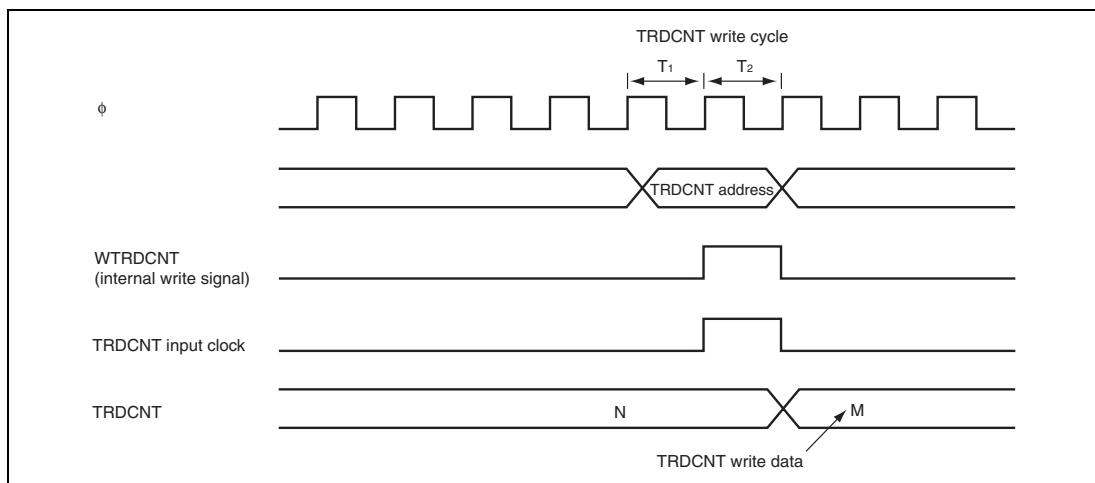 TRDCNT write cycle
T1 T2
ϕ
TRDCNT address
WTRDCNT
(internal write signal)
TRDCNT input clock
TRDCNT
N
M
TRDCNT write data